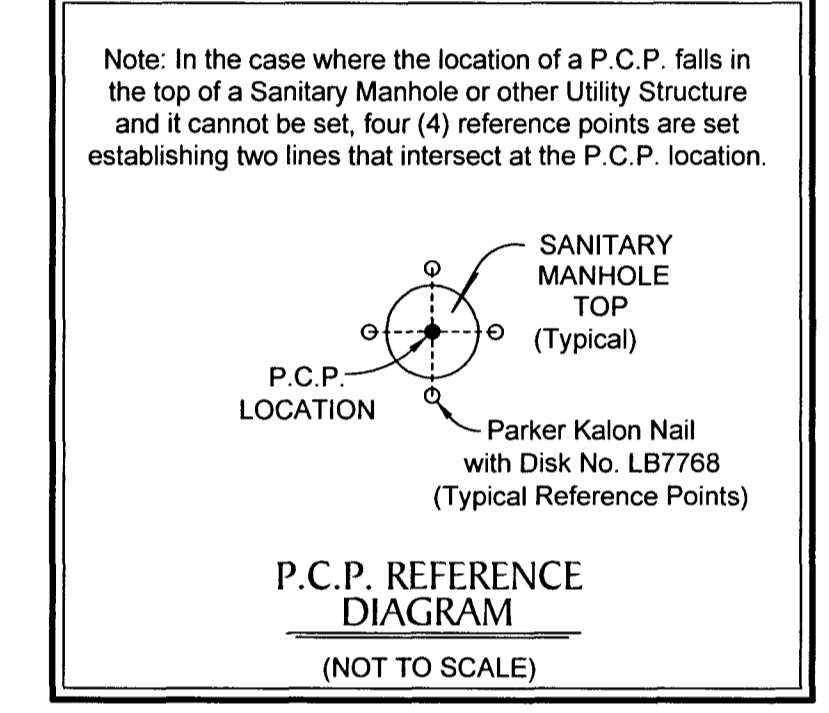 Note: In the case where the location of a P.C.P. falls in
the top of a Sanitary Manhole or other Utility Structure
and it cannot be set, four (4) reference points are set
establishing two lines that intersect at the P.C.P. location.
SANITARY
MANHOLE
TOP
(Typical)
P.C.P.
LOCATION
Parker Kalon Nail
with Disk No. LB7768
(Typical Reference Points)
P.C.P. REFERENCE
DIAGRAM
(NOT TO SCALE)